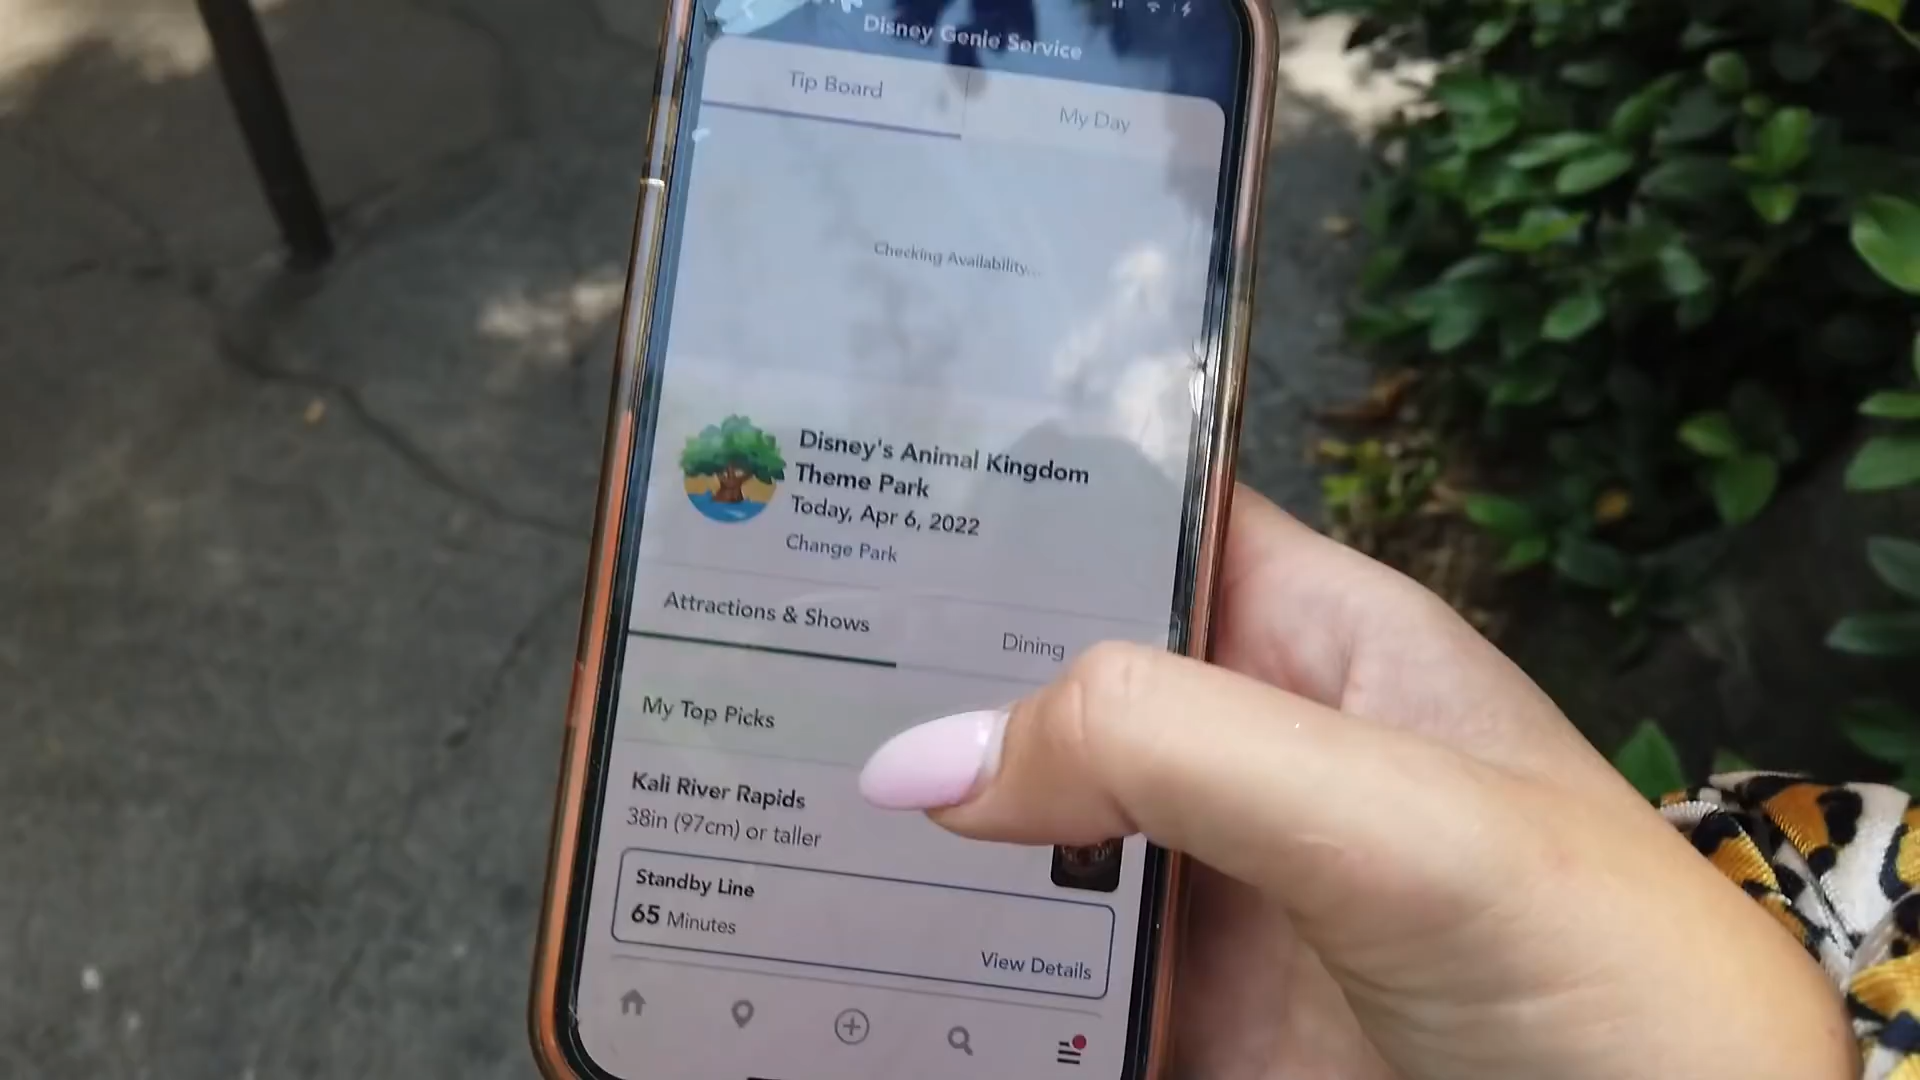 Disney Genie Service
Tip Board
My Day
Checking Availability...
Disney's Animal Kingdom
Theme Park
Today, Apr 6, 2022
Change Park
Attractions & Shows
Dining
My Top Picks
Kali River Rapids
38in (97cm) or taller
Standby Line
65 Minutes
View Details